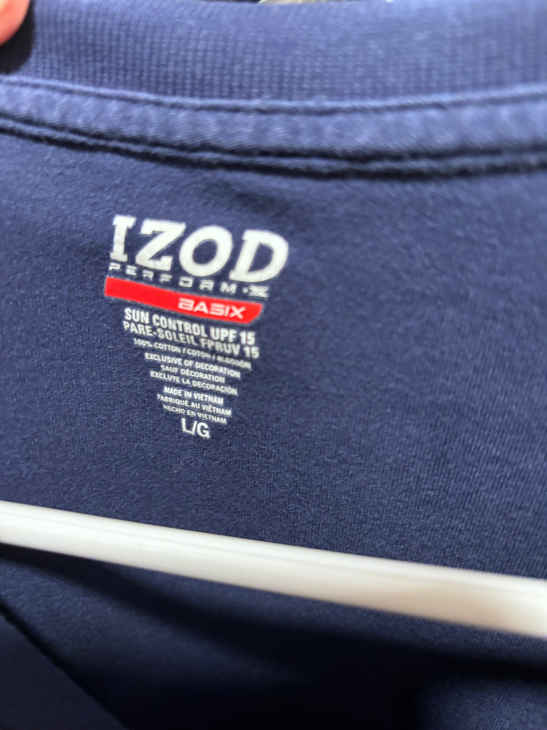 IZOD
PERFORM•X
BASIX
SUN CONTROL UPF 15
PARE-SOLEIL FPRUV 15
100% COTTON / COTON / ALGODÓN
EXCLUSIVE OF DECORATION
SAUF DÉCORATION
EXCLUYE LA DECORACIÓN
MADE IN VIETNAM
FABRIQUÉ AU VIÊTNAM
HECHO EN VIETNAM
L/G